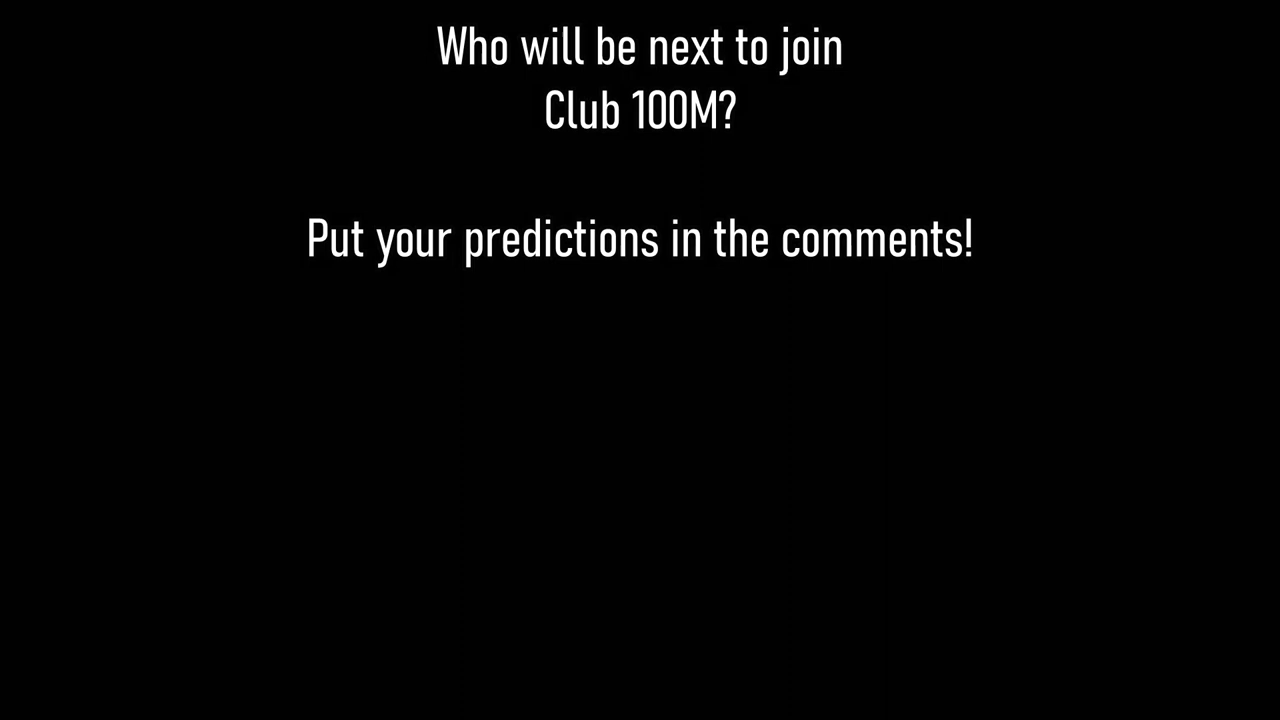 Who will be next to join
Club 100M?
Put your predictions in the comments!